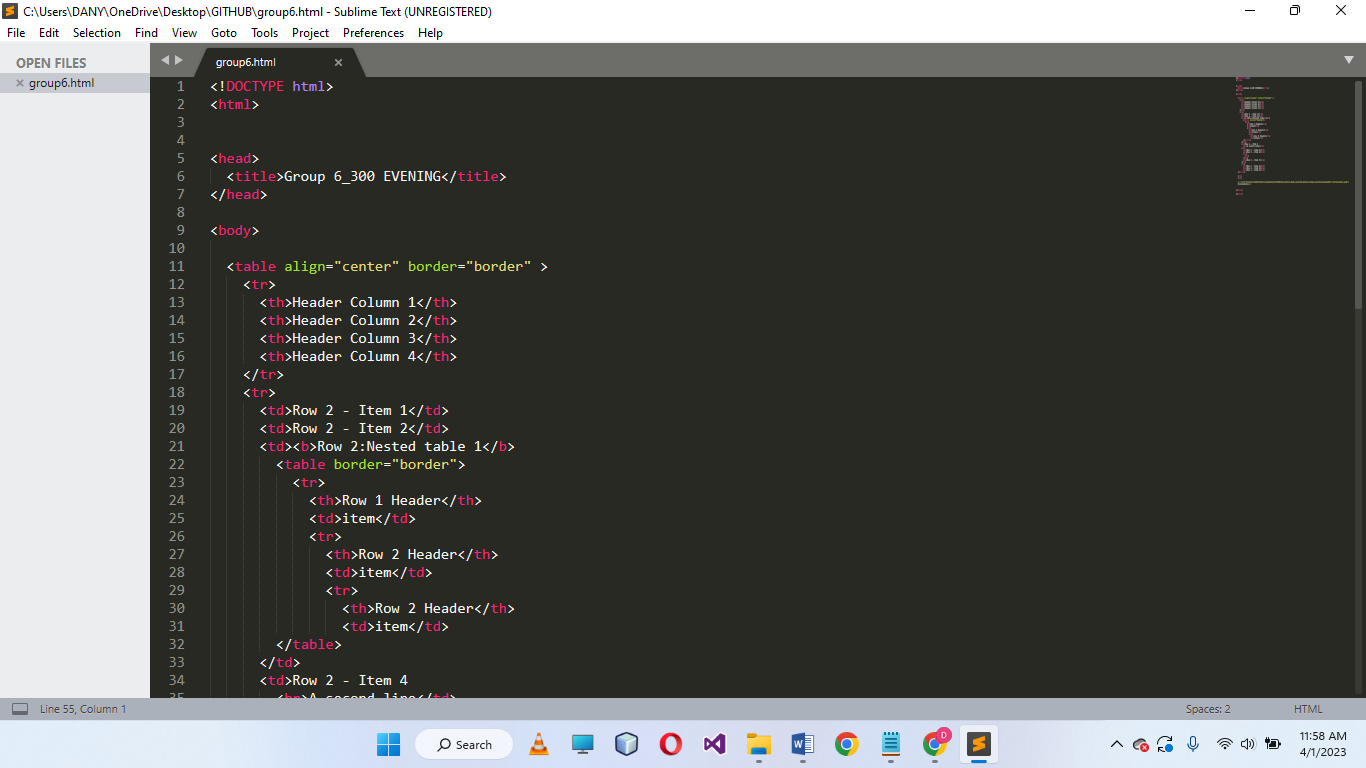 C:\Users\DANY\OneDrive\Desktop\GITHUB\group6.html - Sublime Text (UNREGISTERED)
File Edit Selection Find View Goto Tools Project Preferences Help
OPEN FILES
group6.html
group6.html
1 <!DOCTYPE html>
2 <html>
3
4
5 <head>
6   <title>Group 6_300 EVENING</title>
7 </head>
8
9 <body>
10
11   <table align="center" border="border" >
12     <tr>
13       <th>Header Column 1</th>
14       <th>Header Column 2</th>
15       <th>Header Column 3</th>
16       <th>Header Column 4</th>
17     </tr>
18     <tr>
19       <td>Row 2 - Item 1</td>
20       <td>Row 2 - Item 2</td>
21       <td><b>Row 2:Nested table 1</b>
22         <table border="border">
23           <tr>
24             <th>Row 1 Header</th>
25             <td>item</td>
26             <tr>
27               <th>Row 2 Header</th>
28               <td>item</td>
29               <tr>
30                 <th>Row 2 Header</th>
31                 <td>item</td>
32         </table>
33       </td>
34       <td>Row 2 - Item 4
35         <br>A second line</td>
Line 55, Column 1
Spaces: 2
HTML
Search
D
11:58 AM
4/1/2023